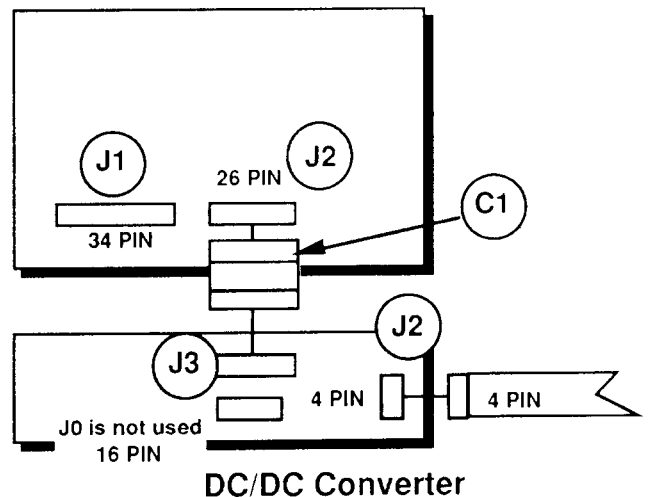 J1
J2
26 PIN
C1
34 PIN
J2
J3
4 PIN
4 PIN
J0 is not used
16 PIN
DC/DC Converter